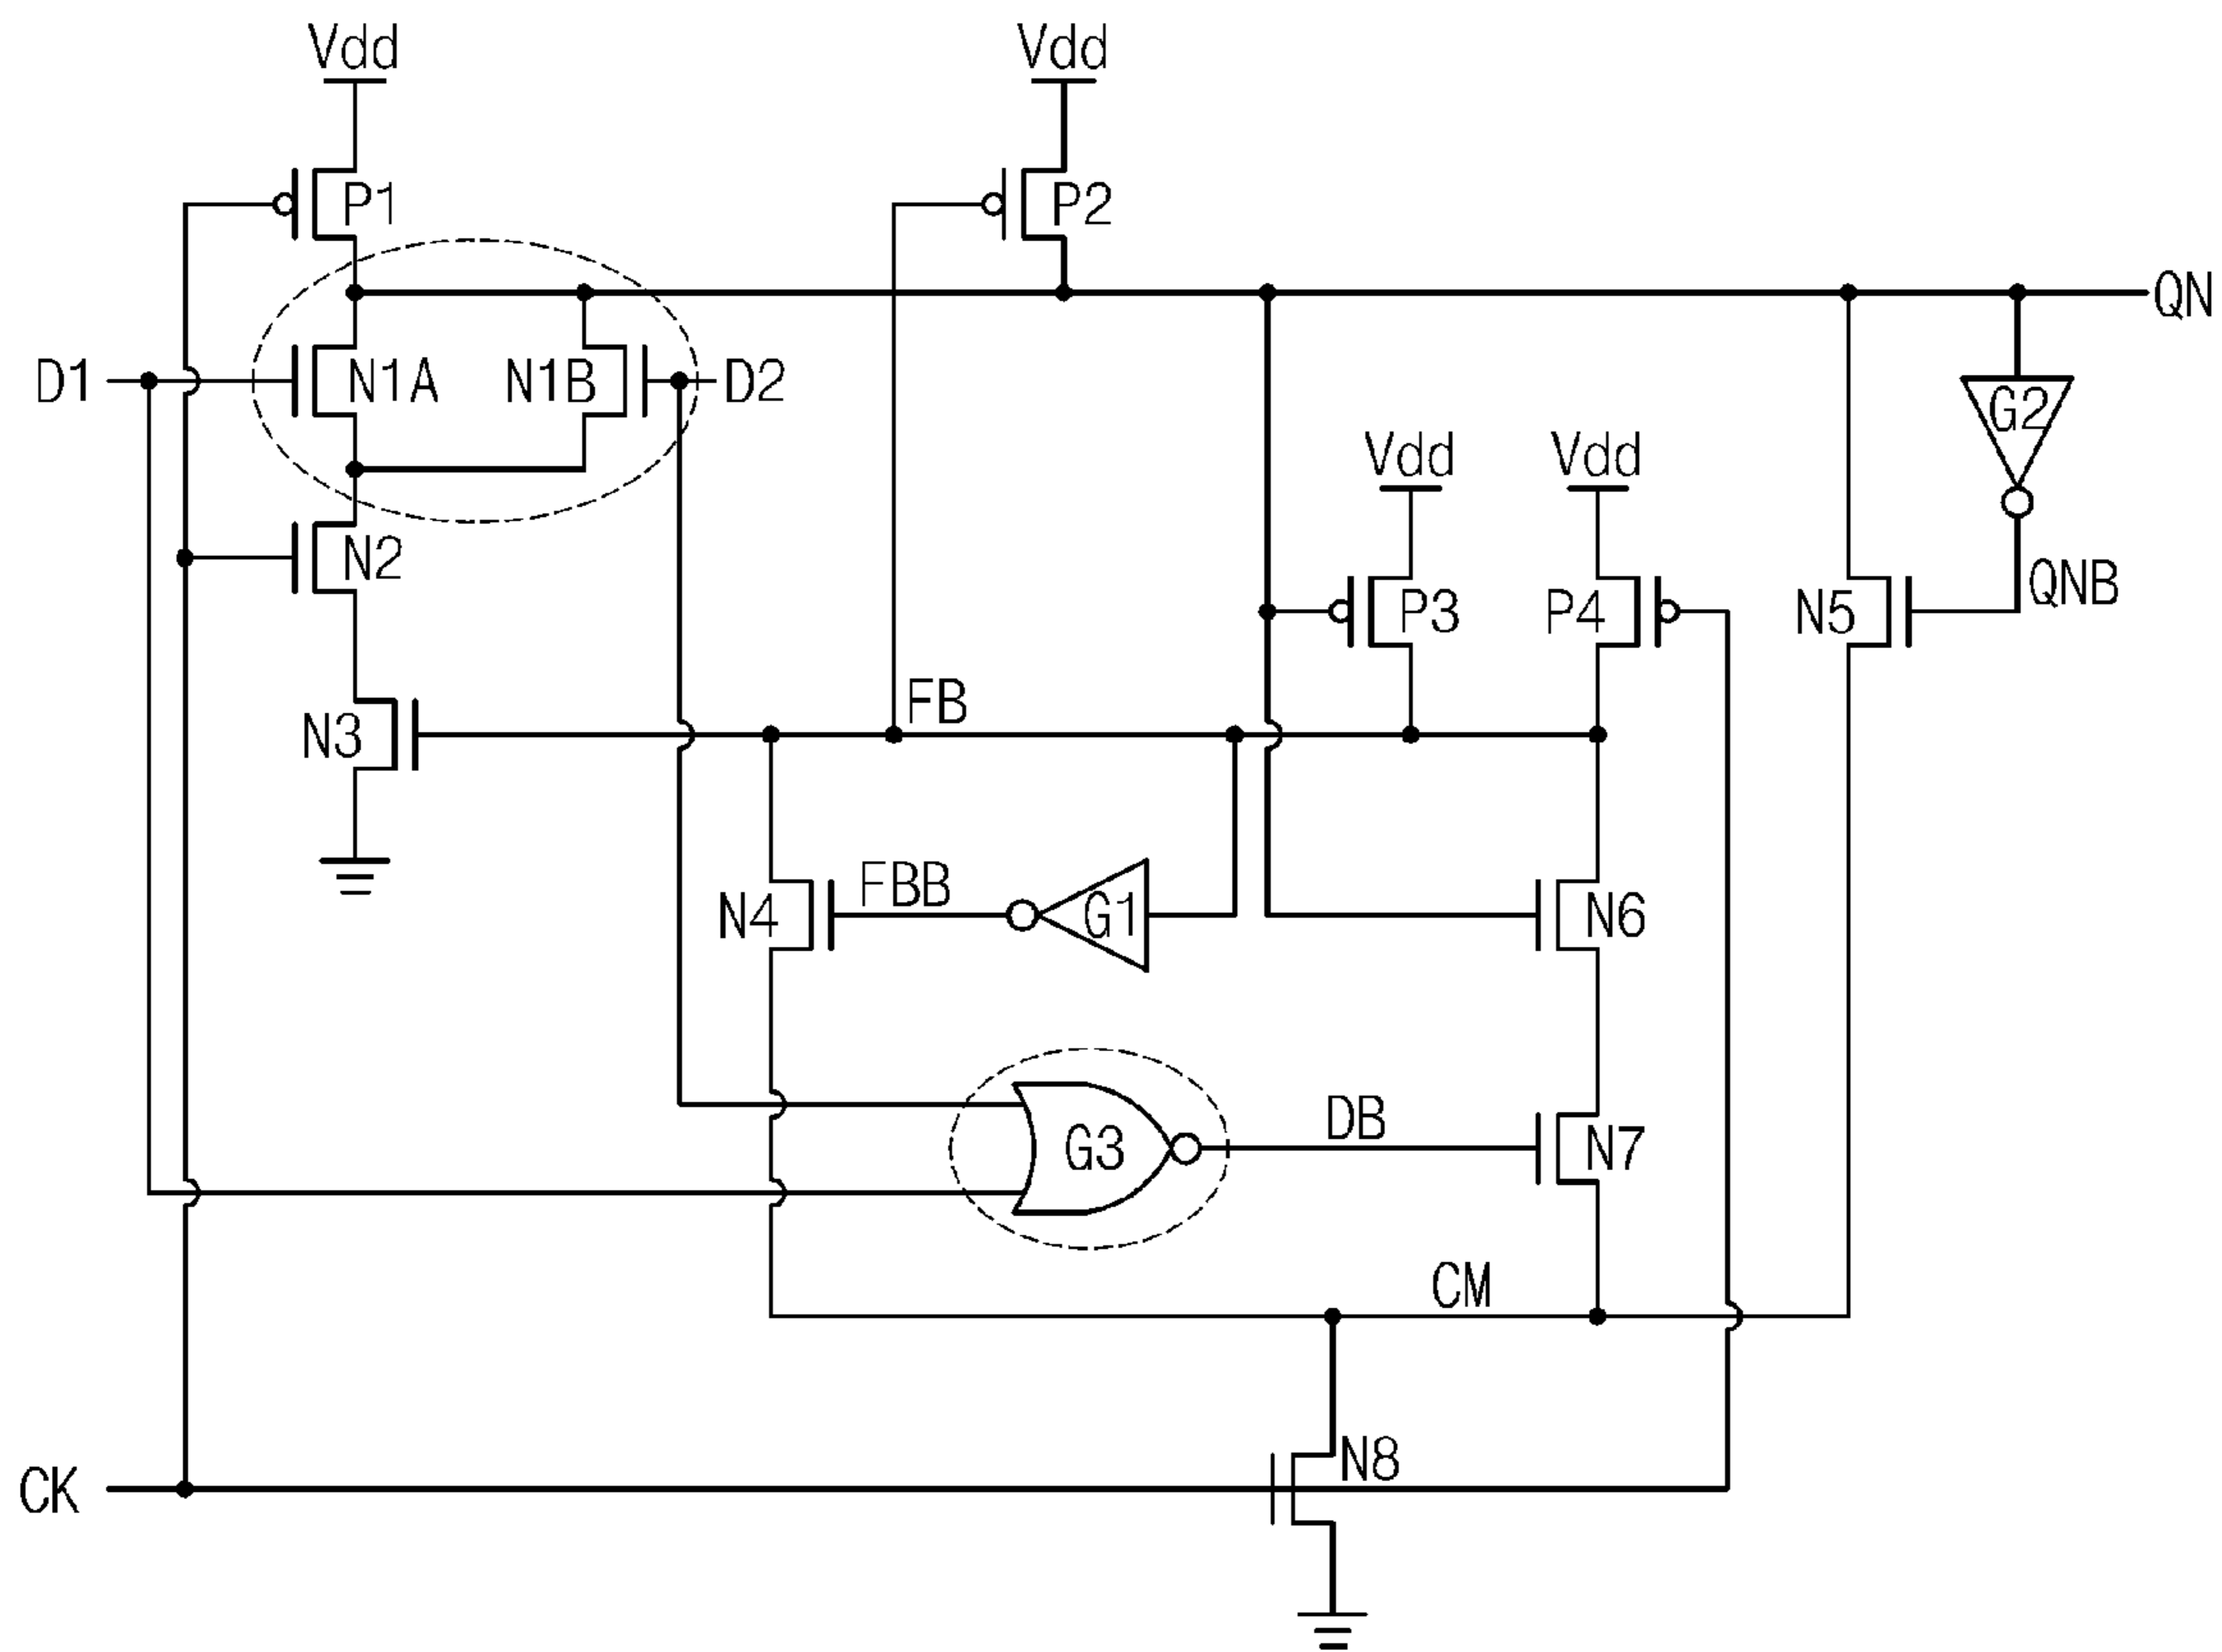 Vdd
Vdd
P1
P2
QN
D1
N1A
N1B
D2
G2
Vdd
Vdd
N2
P3
P4
N5
QNB
FB
N3
FBB
N4
G1
N6
DB
G3
N7
CM
N8
CK